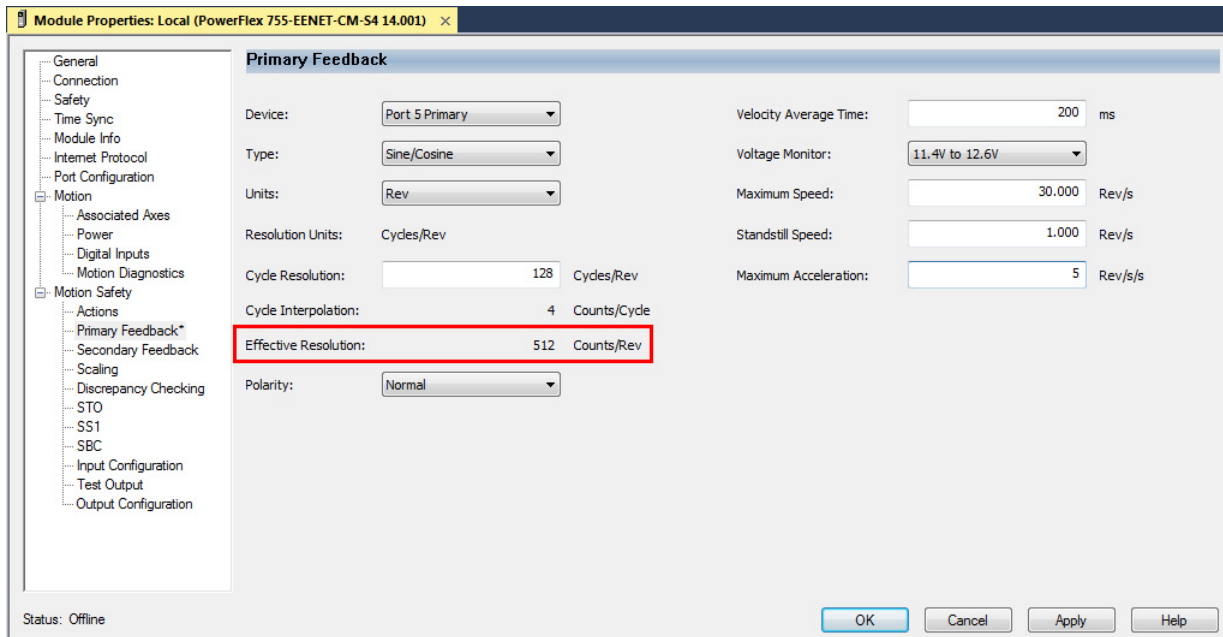 Module Properties: Local (PowerFlex 755-EENET-CM-S4 14.001) ×
General
Connection
Safety
Time Sync
Module Info
Internet Protocol
Port Configuration
Motion
Associated Axes
Power
Digital Inputs
Motion Diagnostics
Motion Safety
Actions
Primary Feedback*
Secondary Feedback
Scaling
Discrepancy Checking
STO
SS1
SBC
Input Configuration
Test Output
Output Configuration
Primary Feedback
Device: Port 5 Primary
Type: Sine/Cosine
Units: Rev
Resolution Units: Cycles/Rev
Cycle Resolution: 128 Cycles/Rev
Cycle Interpolation: 4 Counts/Cycle
Effective Resolution: 512 Counts/Rev
Polarity: Normal
Velocity Average Time: 200 ms
Voltage Monitor: 11.4V to 12.6V
Maximum Speed: 30.000 Rev/s
Standstill Speed: 1.000 Rev/s
Maximum Acceleration: 5 Rev/s/s
Status: Offline
OK Cancel Apply Help